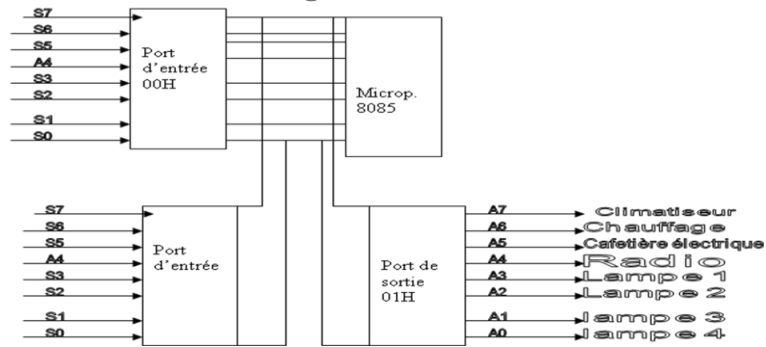 S7
S6
S5
A4
S3
S2
S1
S0
Port
d'entrée
00H
Microp.
8085
S7
S6
S5
A4
S3
S2
S1
S0
Port
d'entrée
Port de
sortie
01H
A7 Climatiseur
A6 Chauffage
A5 Cafetière électrique
A4 Radio
A3 Lampe 1
A2 Lampe 2
A1 lampe 3
A0 lampe 4